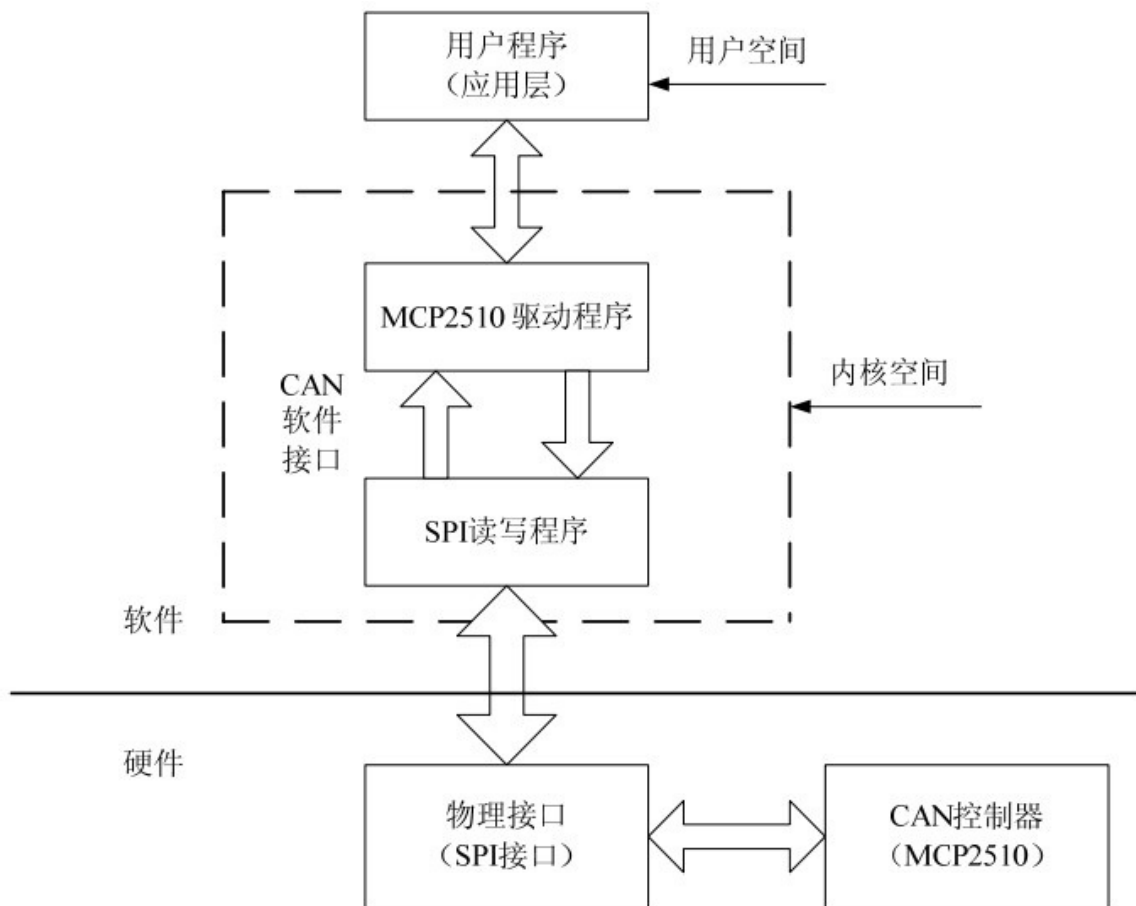 用户程序
（应用层）
用户空间
MCP2510 驱动程序
CAN
软件
接口
内核空间
SPI读写程序
软件
硬件
物理接口
（SPI接口）
CAN控制器
（MCP2510）